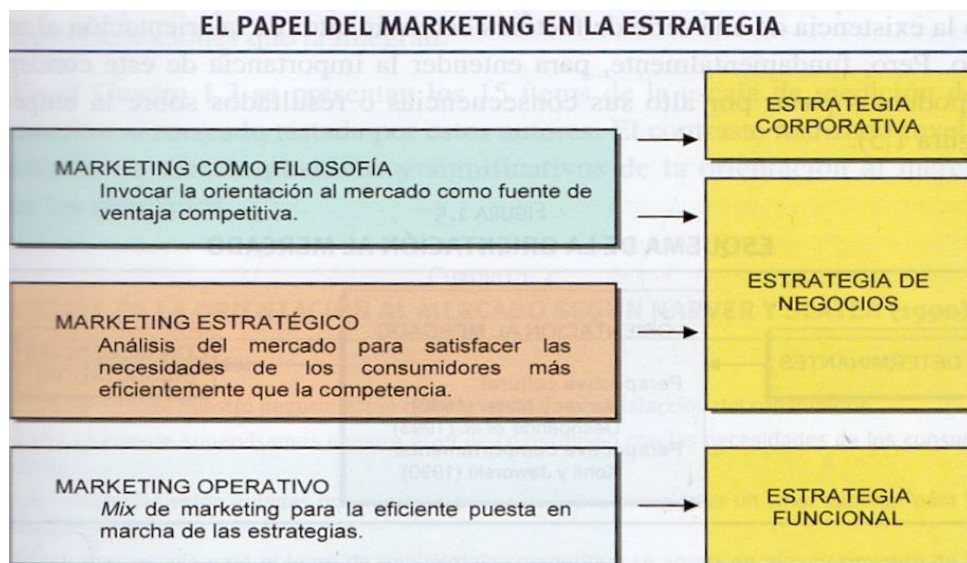 EL PAPEL DEL MARKETING EN LA ESTRATEGIA
MARKETING COMO FILOSOFÍA
Invocar la orientación al mercado como fuente de
ventaja competitiva.
MARKETING ESTRATÉGICO
Análisis del mercado para satisfacer las
necesidades de los consumidores más
eficientemente que la competencia.
MARKETING OPERATIVO
Mix de marketing para la eficiente puesta en
marcha de las estrategias.
ESTRATEGIA
CORPORATIVA
ESTRATEGIA DE
NEGOCIOS
ESTRATEGIA
FUNCIONAL